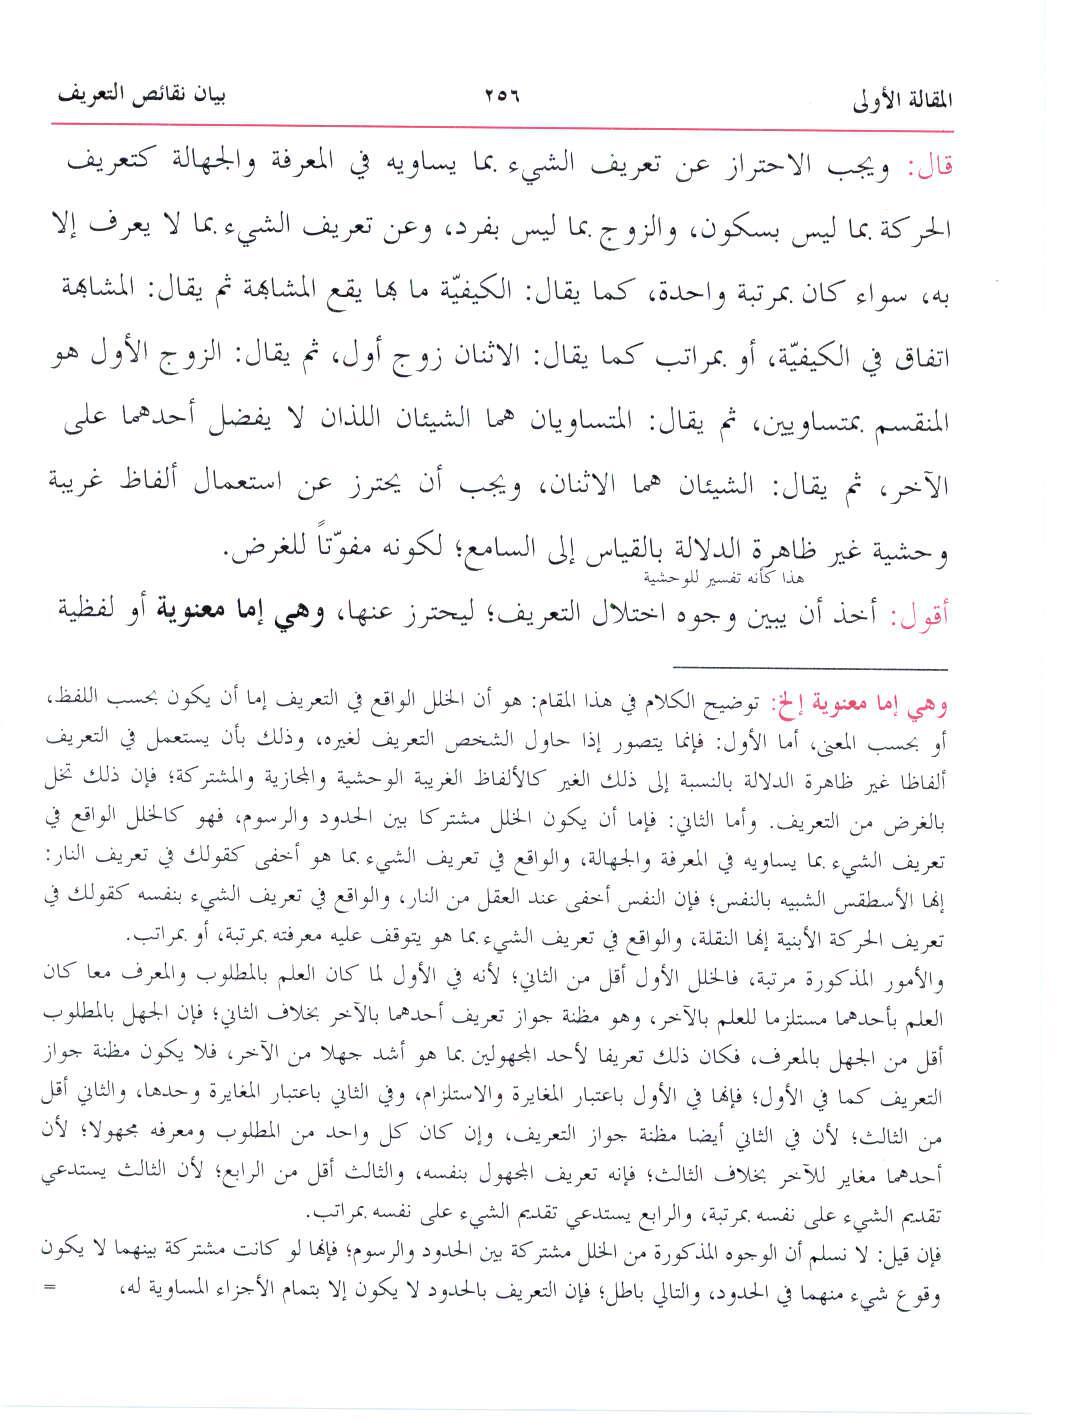 المقالة الأولى ٢٥٦ بيان نقائص التعريف
قال: ويجب الاحتراز عن تعريف الشيء بما يساويه في المعرفة والجهالة كتعريف
الحركة بما ليس بسكون، والزوج بما ليس بفرد، وعن تعريف الشيء بما لا يعرف إلا
به، سواء كان بمرتبة واحدة، كما يقال: الكيفيّة ما بها يقع المشابهة ثم يقال: المشابهة
اتفاق في الكيفيّة، أو بمراتب كما يقال: الاثنان زوج أول، ثم يقال: الزوج الأول هو
المنقسم بمتساويين، ثم يقال: المتساويان هما الشيئان اللذان لا يفضل أحدهما على
الآخر، ثم يقال: الشيئان هما الاثنان، ويجب أن يحترز عن استعمال ألفاظ غريبة
وحشية غير ظاهرة الدلالة بالقياس إلى السامع؛ لكونه مفوّتاً للغرض.
هذا كأنه تفسير للوحشية
أقول: أخذ أن يبين وجوه اختلال التعريف؛ ليحترز عنها، وهي إما معنوية أو لفظية
وهي إما معنوية إلخ: توضيح الكلام في هذا المقام: هو أن الخلل الواقع في التعريف إما أن يكون بحسب اللفظ،
أو بحسب المعنى، أما الأول: فإنما يتصور إذا حاول الشخص التعريف لغيره، وذلك بأن يستعمل في التعريف
ألفاظا غير ظاهرة الدلالة بالنسبة إلى ذلك الغير كالألفاظ الغريبة الوحشية والمجازية والمشتركة؛ فإن ذلك تخل
بالغرض من التعريف. وأما الثاني: فإما أن يكون الخلل مشتركا بين الحدود والرسوم، فهو كالخلل الواقع في
تعريف الشيء بما يساويه في المعرفة والجهالة، والواقع في تعريف الشيء بما هو أخفى كقولك في تعريف النار:
إنها الأسطقس الشبيه بالنفس؛ فإن النفس أخفى عند العقل من النار، والواقع في تعريف الشيء بنفسه كقولك في
تعريف الحركة الأبنية إنها النقلة، والواقع في تعريف الشيء بما هو يتوقف عليه معرفته بمرتبة، أو بمراتب.
والأمور المذكورة مرتبة، فالخلل الأول أقل من الثاني؛ لأنه في الأول لما كان العلم بالمطلوب والمعرف معا كان
العلم بأحدهما مستلزما للعلم بالآخر، وهو مظنة جواز تعريف أحدهما بالآخر بخلاف الثاني؛ فإن الجهل بالمطلوب
أقل من الجهل بالمعرف، فكان ذلك تعريفا لأحد المجهولين بما هو أشد جهلا من الآخر، فلا يكون مظنة جواز
التعريف كما في الأول؛ فإنها في الأول باعتبار المغايرة والاستلزام، وفي الثاني باعتبار المغايرة وحدها، والثاني أقل
من الثالث؛ لأن في الثاني أيضا مظنة جواز التعريف، وإن كان كل واحد من المطلوب ومعرفه مجهولا؛ لأن
أحدهما مغاير للآخر بخلاف الثالث؛ فإنه تعريف المجهول بنفسه، والثالث أقل من الرابع؛ لأن الثالث يستدعي
تقديم الشيء على نفسه بمرتبة، والرابع يستدعي تقديم الشيء على نفسه بمراتب.
فإن قيل: لا نسلم أن الوجوه المذكورة من الخلل مشتركة بين الحدود والرسوم؛ فإنها لو كانت مشتركة بينهما لا يكون
وقوع شيء منهما في الحدود، والتالي باطل؛ فإن التعريف بالحدود لا يكون إلا بتمام الأجزاء المساوية له، =